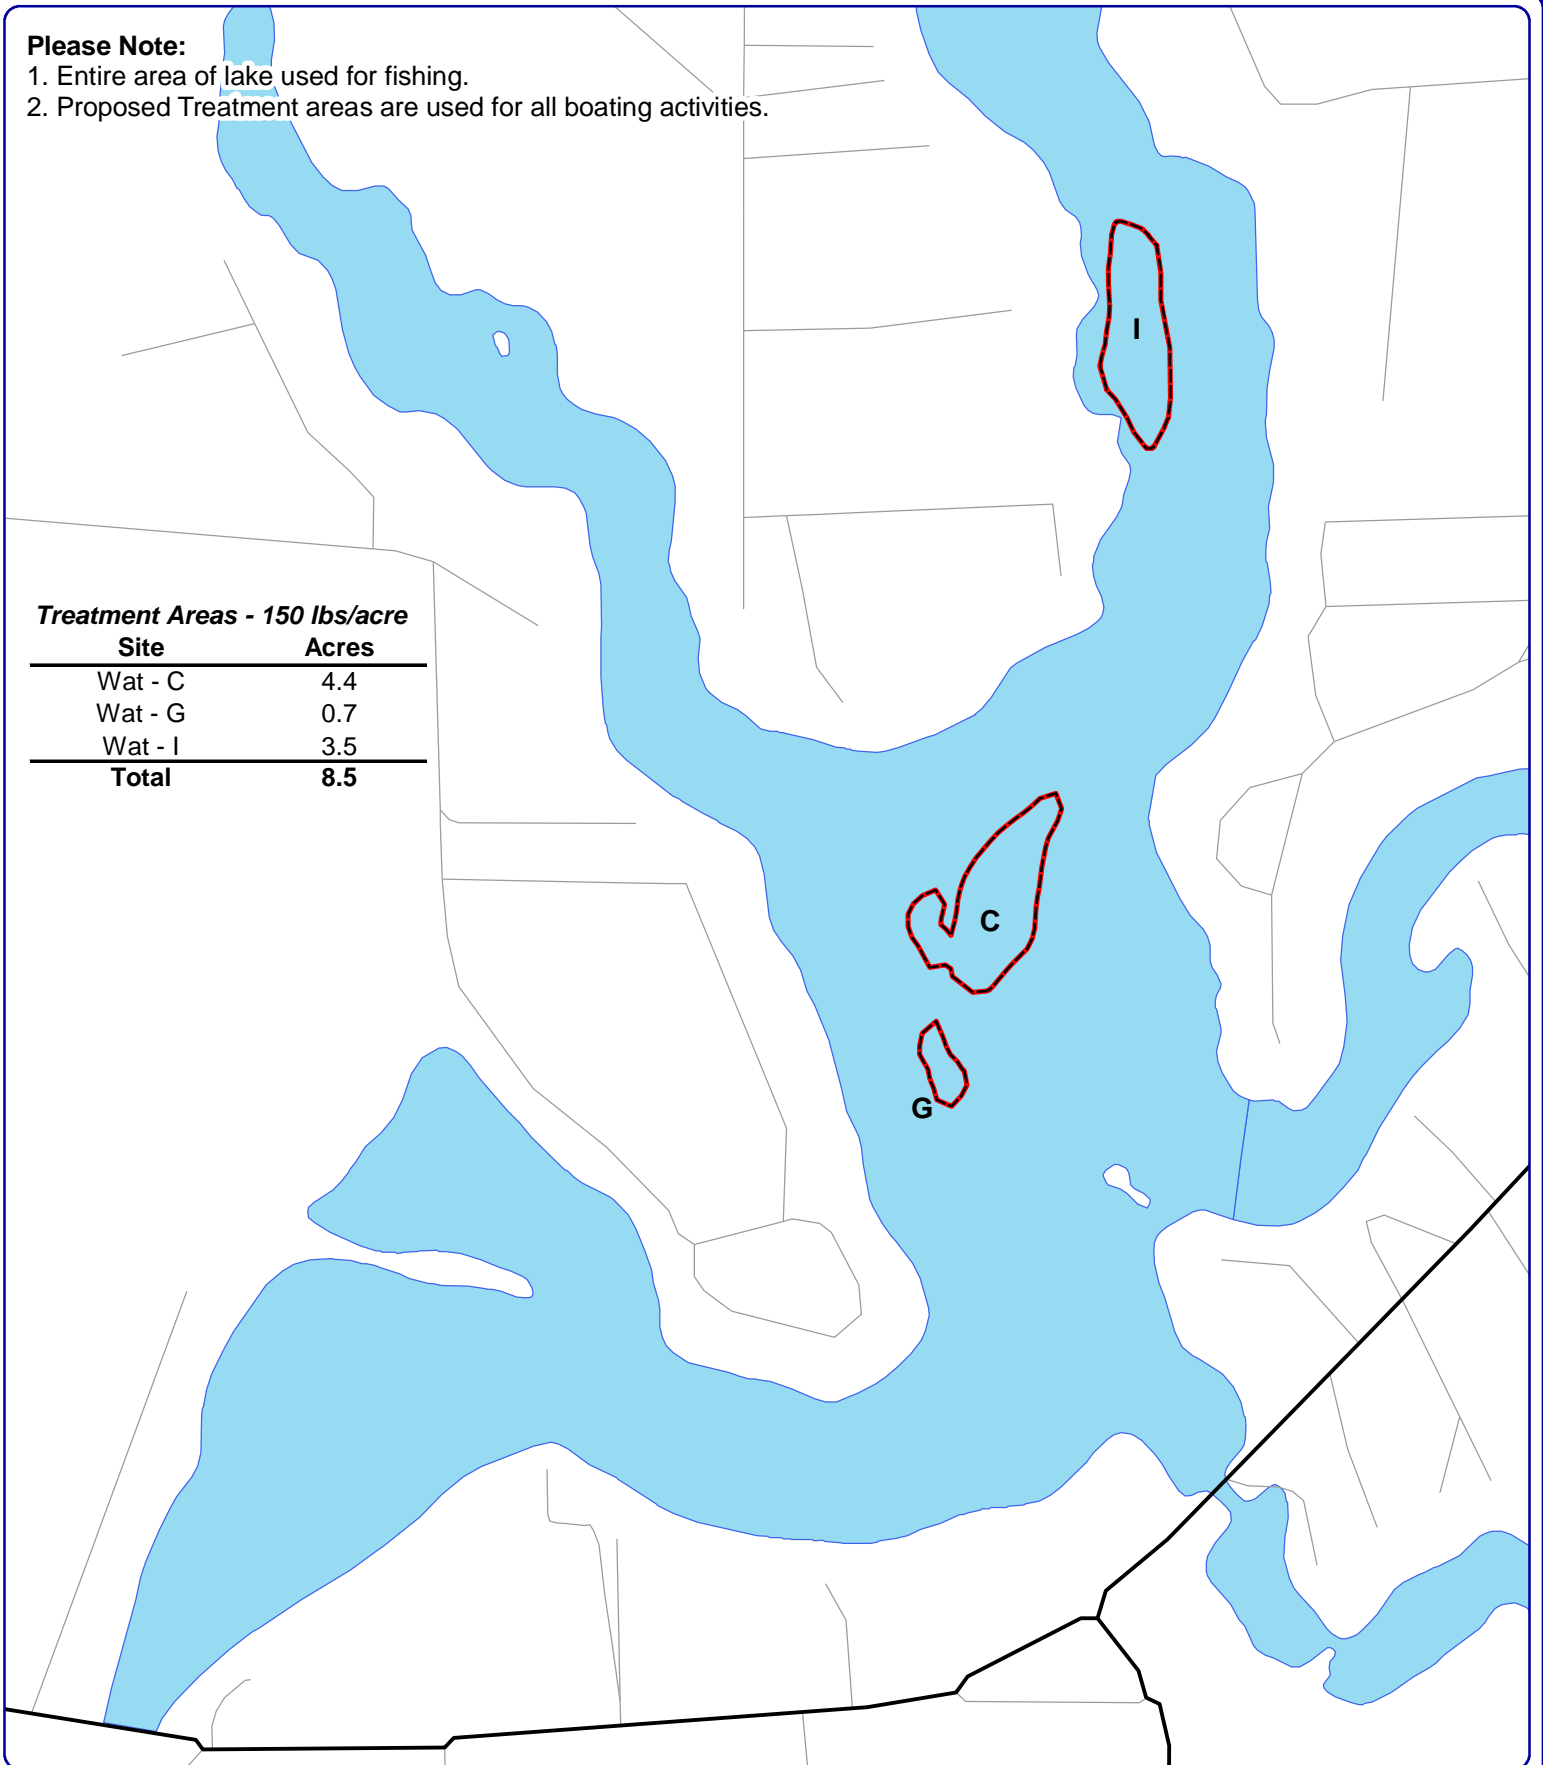 Please Note:
1. Entire area of lake used for fishing.
2. Proposed Treatment areas are used for all boating activities.
I
Treatment Areas - 150 lbs/acre
Site Acres
Wat - C 4.4
Wat - G 0.7
Wat - I 3.5
Total 8.5
C
G